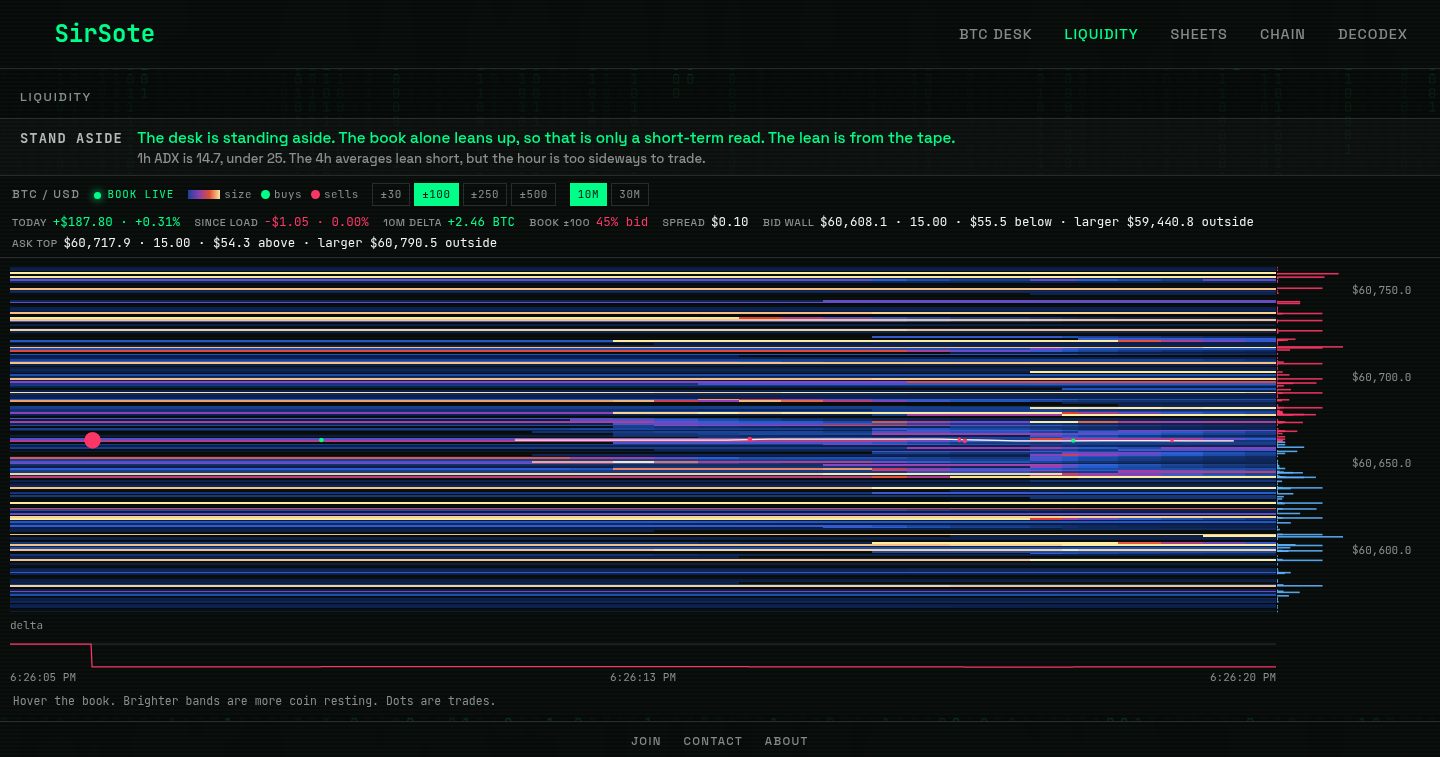 SirSote
BTC DESK LIQUIDITY SHEETS CHAIN DECODEX
LIQUIDITY
STAND ASIDE The desk is standing aside. The book alone leans up, so that is only a short-term read. The lean is from the tape.
1h ADX is 14.7, under 25. The 4h averages lean short, but the hour is too sideways to trade.
BTC / USD BOOK LIVE size buys sells ±30 ±100 ±250 ±500 10M 30M
TODAY +$187.80 · +0.31% SINCE LOAD -$1.05 · 0.00% 10M DELTA +2.46 BTC BOOK ±100 45% bid SPREAD $0.10 BID WALL $60,608.1 · 15.00 · $55.5 below · larger $59,440.8 outside
ASK TOP $60,717.9 · 15.00 · $54.3 above · larger $60,790.5 outside
$60,750.0
$60,700.0
$60,650.0
$60,600.0
delta
6:26:05 PM 6:26:13 PM 6:26:20 PM
Hover the book. Brighter bands are more coin resting. Dots are trades.
JOIN CONTACT ABOUT